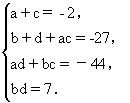 a + c = - 2,
b + d + ac = -27,
ad + bc = - 44,
bd = 7.